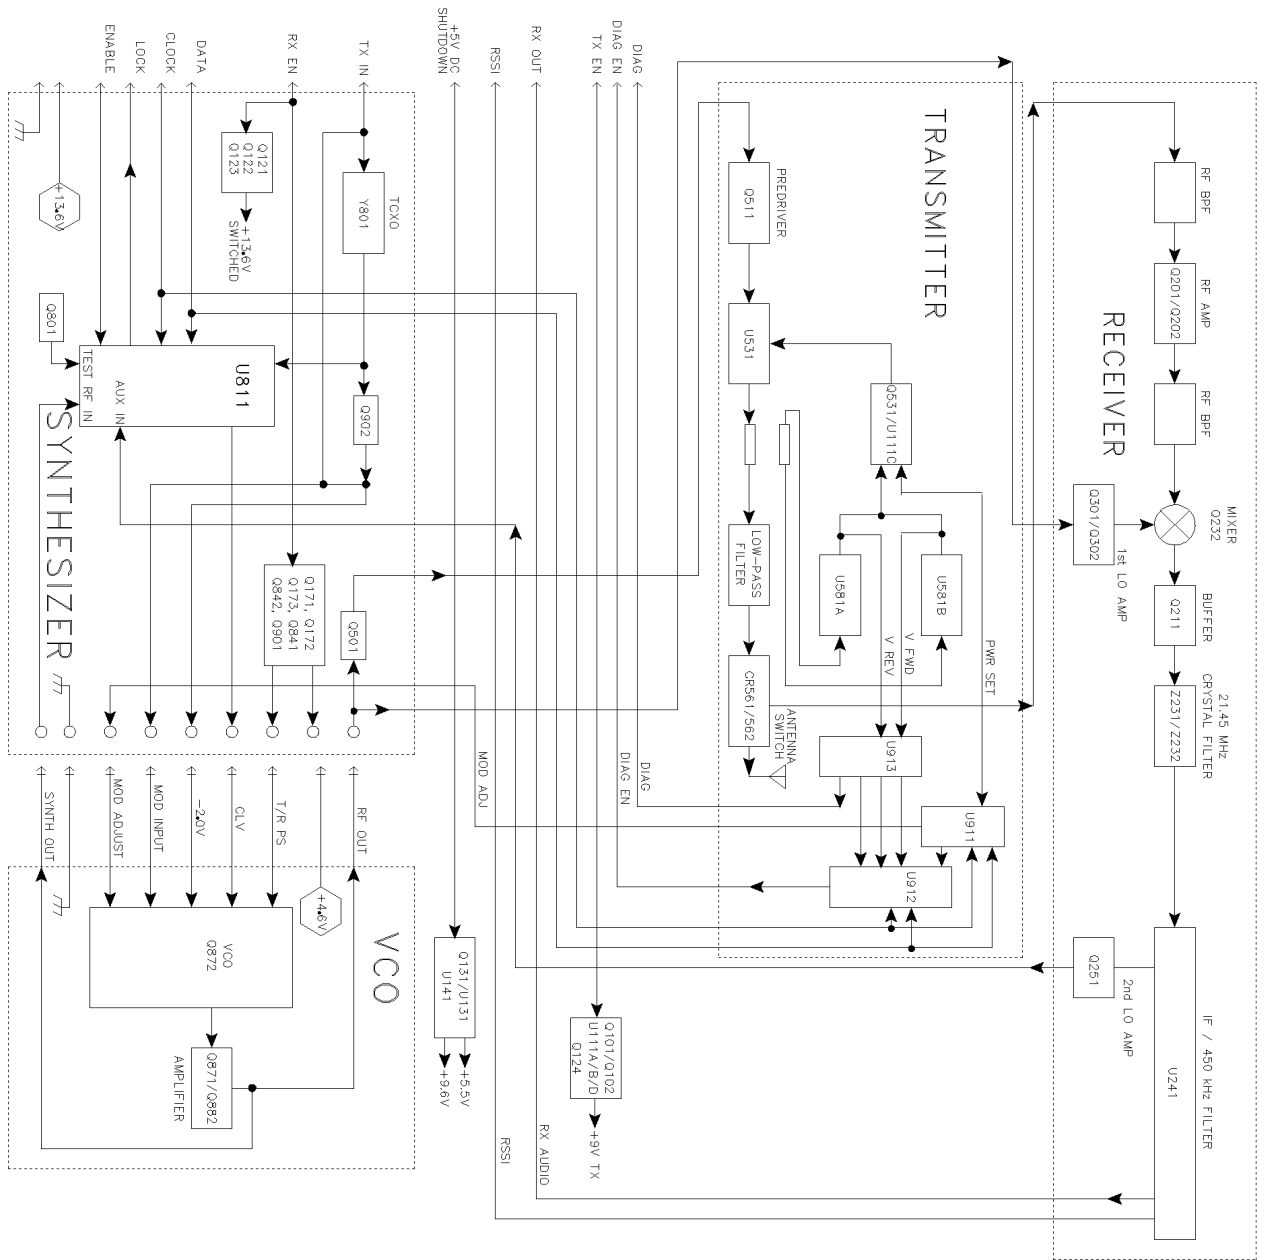 RECEIVER
RF BPF
RF AMP
Q201/Q202
RF BPF
MIXER
Q232
BUFFER
Q211
21.45 MHz
CRYSTAL FILTER
Z231/Z232
IF / 450 kHz FILTER
U241
Q301/Q302
1st LO AMP
Q251
2nd LO AMP
TRANSMITTER
PREDRIVER
Q511
U531
Q531/U111C
LOW-PASS
FILTER
U581A
U581B
V REV
V FWD
PWR SET
CR561/562
ANTENNA
SWITCH
U913
U911
U912
DIAG
DIAG EN
TX EN
RX OUT
RSSI
+5V DC
SHUTDOWN
DIAG
DIAG EN
MOD ADJ
Q101/Q102
U111A/B/D
Q124
+9V TX
Q131/U131
U141
+5.5V
+9.6V
RX AUDIO
RSSI
TX IN
RX EN
DATA
CLOCK
LOCK
ENABLE
TCXO
Y801
Q121
Q122
Q123
+13.6V
SWITCHED
+13.6V
Q801
U811
AUX IN
TEST RF IN
Q902
Q171, Q172
Q173, Q841
Q842, Q901
Q501
SYNTHESIZER
RF OUT
T/R PS
CLV
-2.0V
MOD INPUT
MOD ADJUST
SYNTH OUT
+4.6V
VCO
VCO
Q872
Q871/Q882
AMPLIFIER